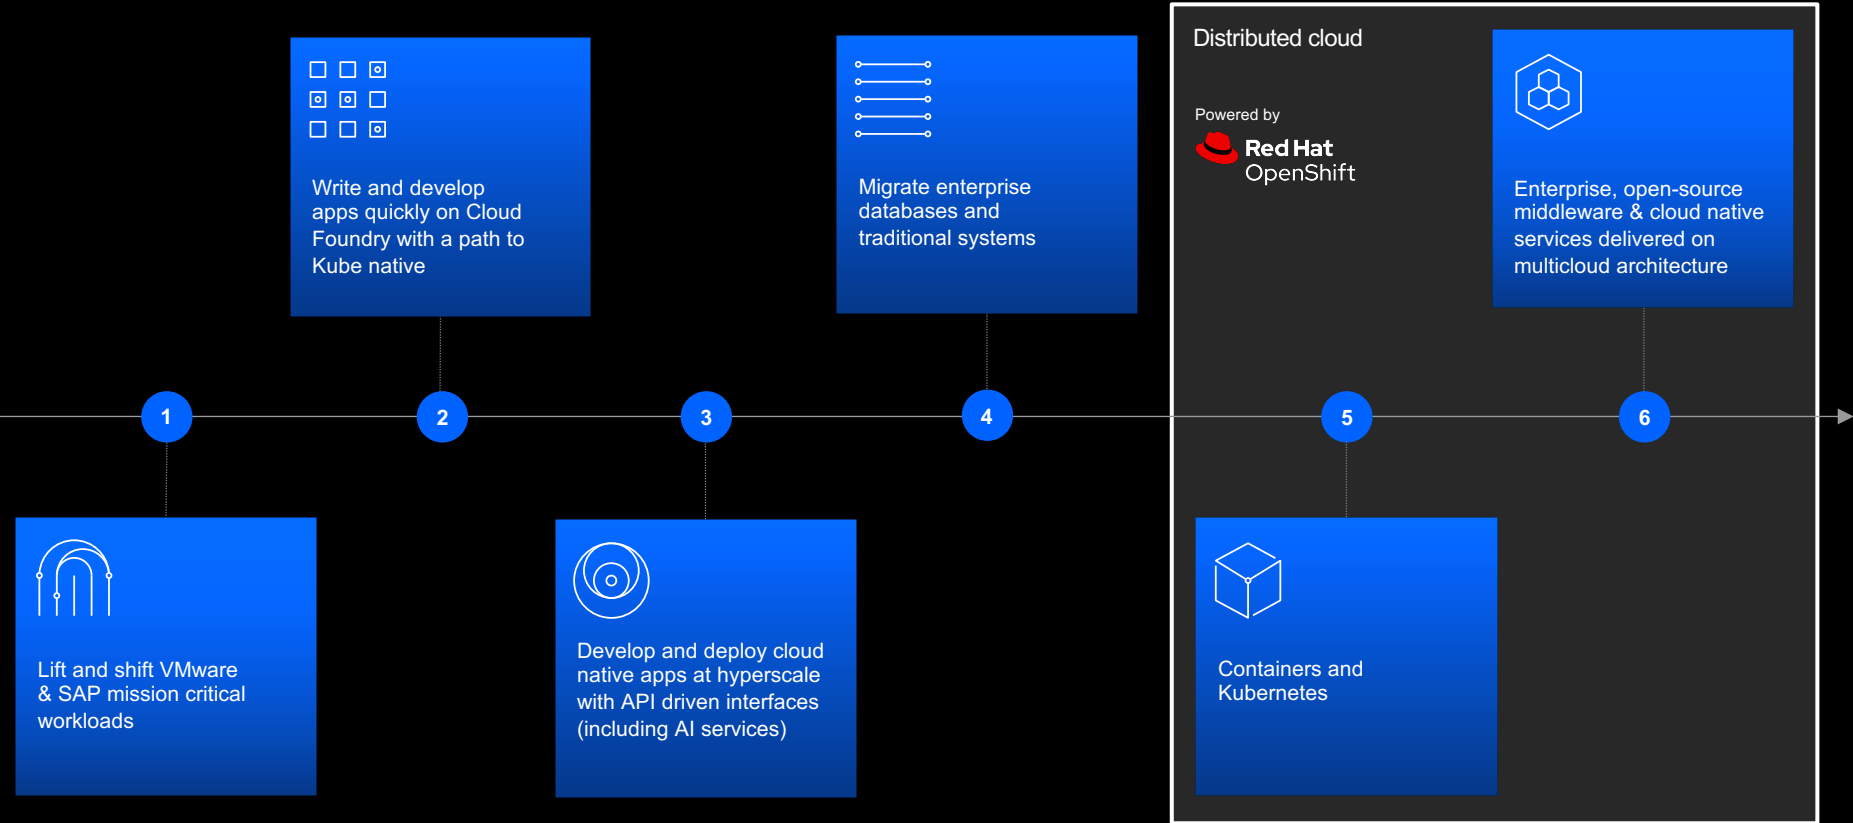 Write and develop
apps quickly on Cloud
Foundry with a path to
Kube native
Migrate enterprise
databases and
traditional systems
Distributed cloud
Powered by
Red Hat
OpenShift
Enterprise, open-source
middleware & cloud native
services delivered on
multicloud architecture
1
2
3
4
5
6
Lift and shift VMware
& SAP mission critical
workloads
Develop and deploy cloud
native apps at hyperscale
with API driven interfaces
(including AI services)
Containers and
Kubernetes